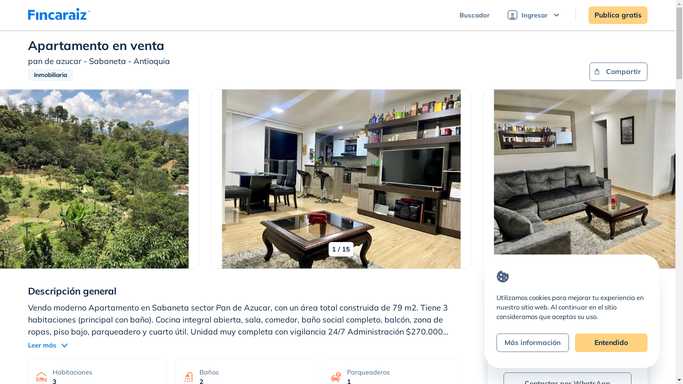 Fincaraiz
Buscador
Ingresar
Publica gratis
Apartamento en venta
pan de azucar - Sabaneta - Antioquia
Inmobiliaria
Compartir
1 / 15
Descripción general
Vendo moderno Apartamento en Sabaneta sector Pan de Azucar, con un área total construida de 79 m2. Tiene 3
habitaciones (principal con baño). Cocina integral abierta, sala, comedor, baño social completo, balcón, zona de
ropas, piso bajo, parqueadero y cuarto útil. Unidad muy completa con vigilancia 24/7 Administración $270.000...
Leer más
Habitaciones
3
Baños
2
Parqueaderos
1
Utilizamos cookies para mejorar tu experiencia en
nuestro sitio web. Al continuar en el sitio
consideramos que aceptas su uso.
Más información
Entendido
Contactar por WhatsApp